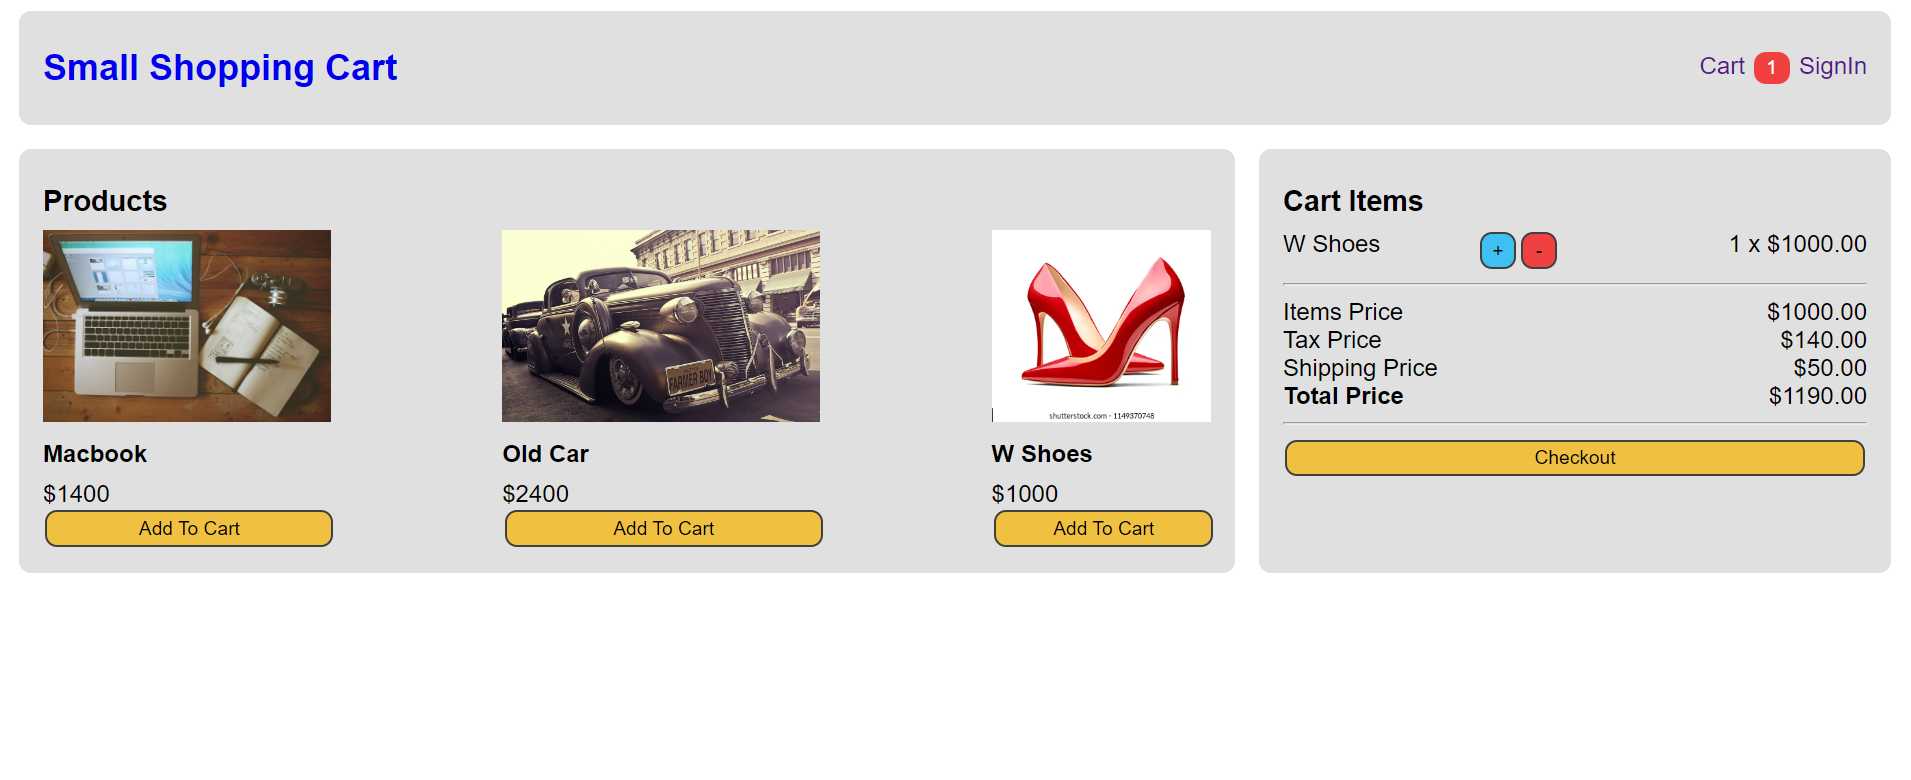 Small Shopping Cart
Cart 1 SignIn
Products
FARMER BOY
shutterstock.com · 1149370748
Macbook
$1400
Add To Cart
Old Car
$2400
Add To Cart
W Shoes
$1000
Add To Cart
Cart Items
W Shoes + - 1 x $1000.00
Items Price $1000.00
Tax Price $140.00
Shipping Price $50.00
Total Price $1190.00
Checkout